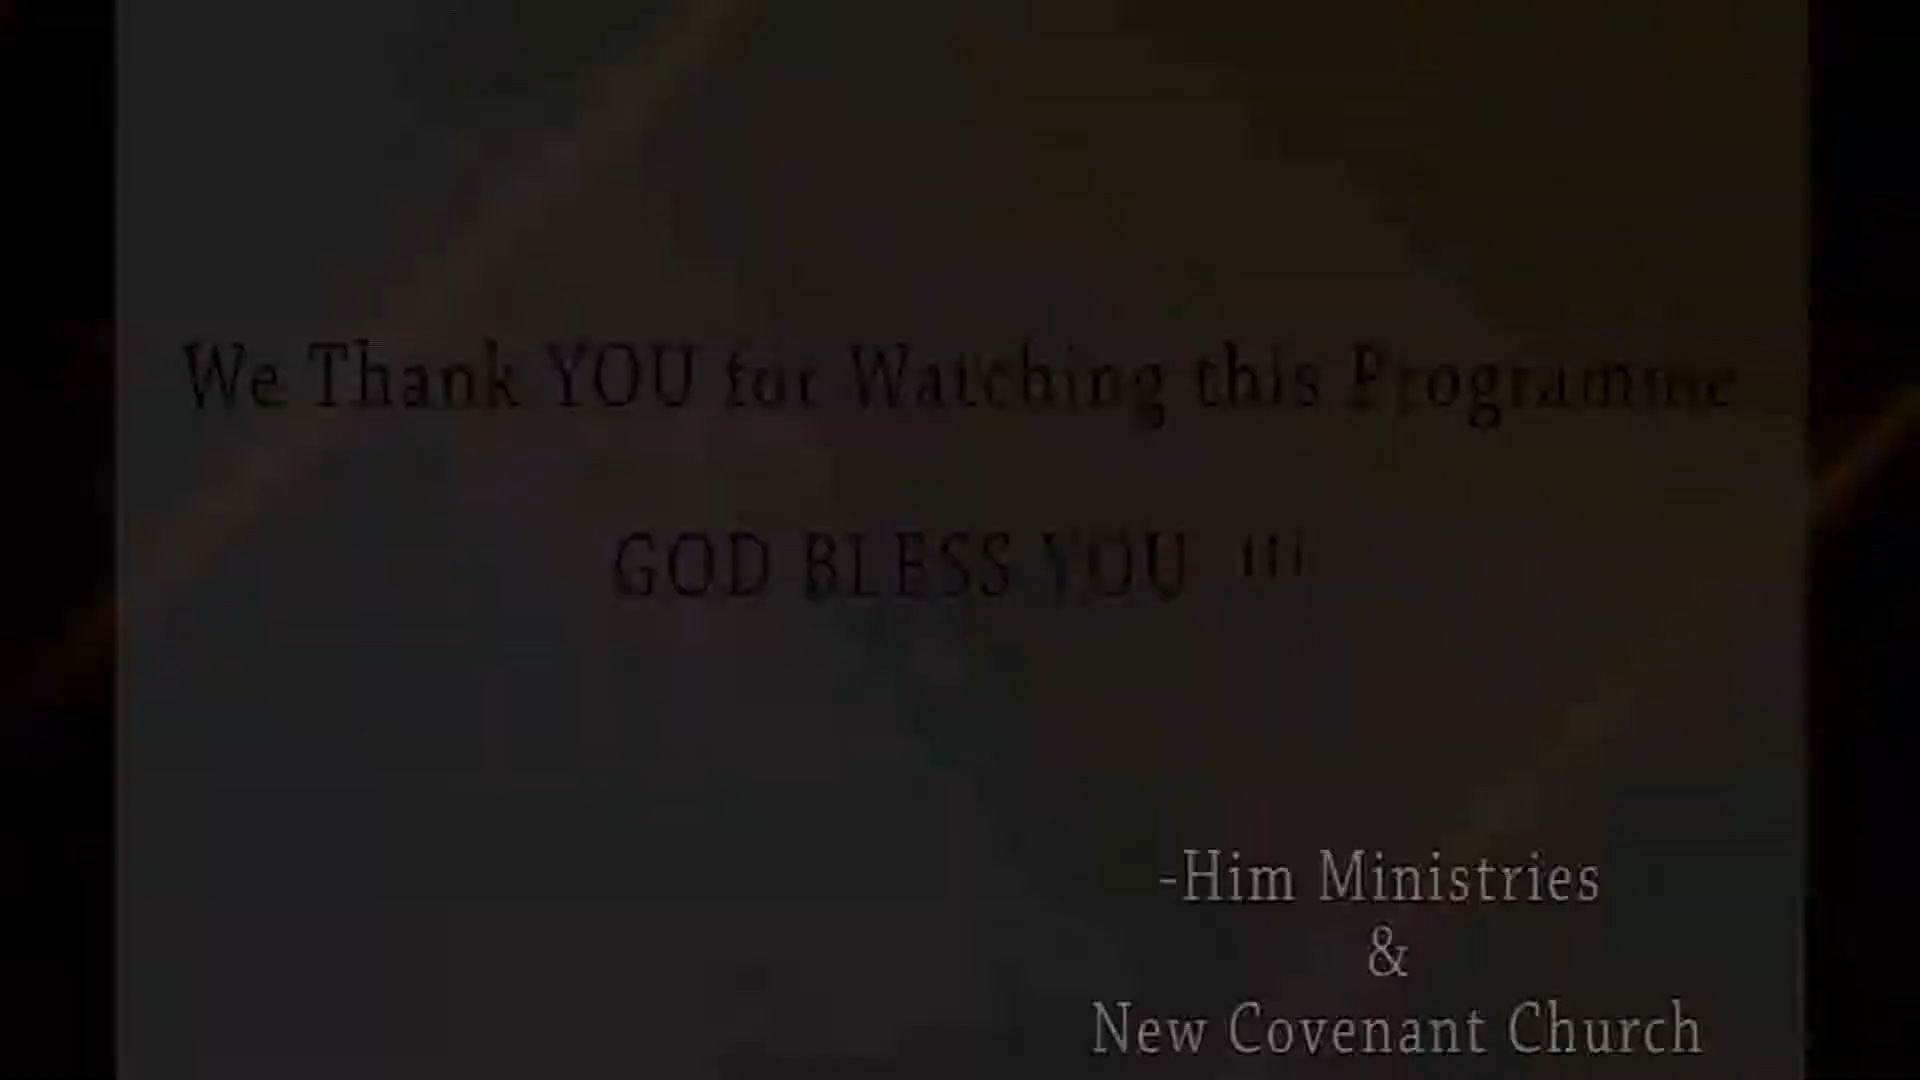 We Thank YOU for Watching this Programme
GOD BLESS YOU !!!
-Him Ministries
&
New Covenant Church